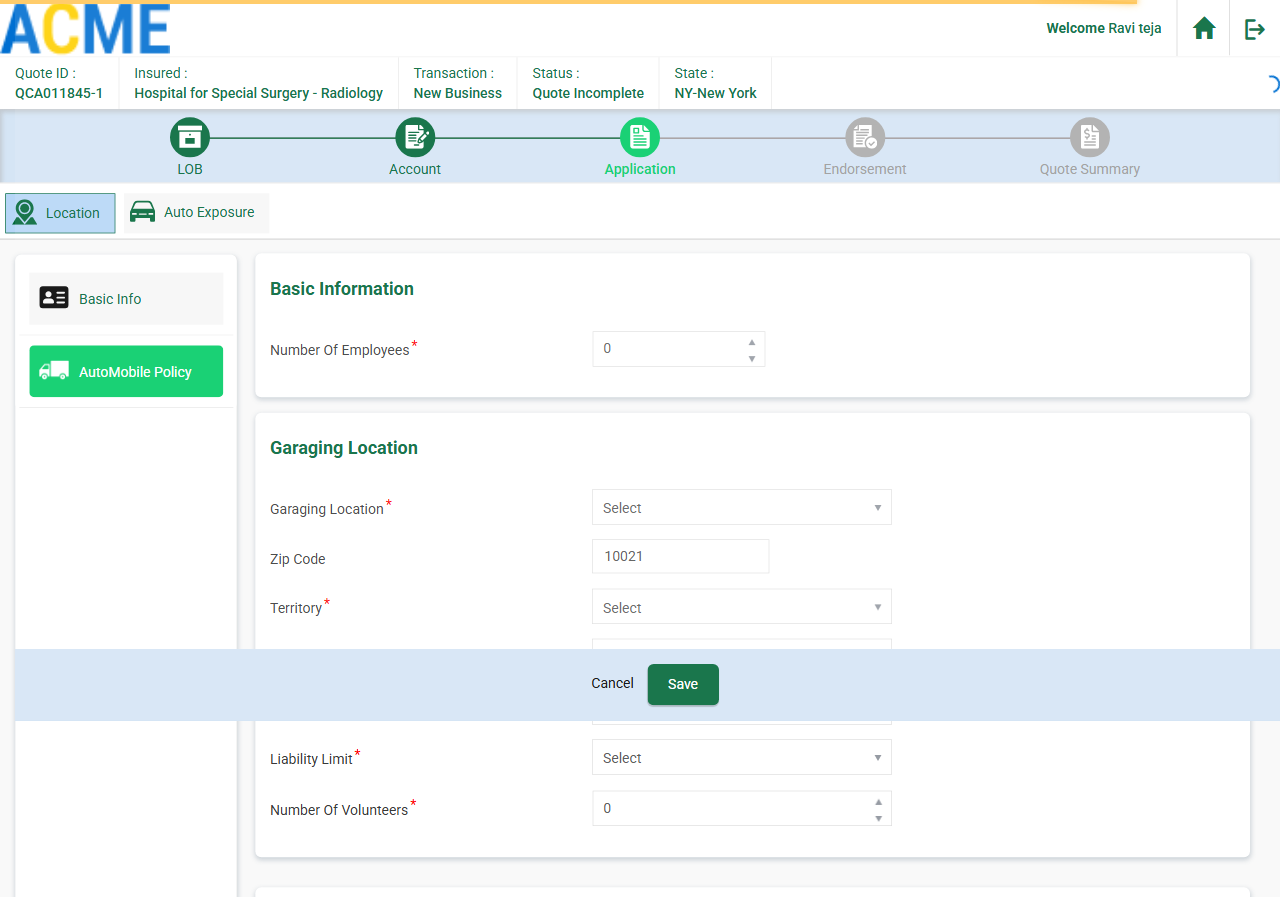 ACME
Welcome Ravi teja
Quote ID :
QCA011845-1
Insured :
Hospital for Special Surgery - Radiology
Transaction :
New Business
Status :
Quote Incomplete
State :
NY-New York
LOB
Account
Application
Endorsement
Quote Summary
Location
Auto Exposure
Basic Info
AutoMobile Policy
Basic Information
Number Of Employees*
0
Garaging Location
Garaging Location*
Select
Zip Code
10021
Territory*
Select
Cancel
Save
Liability Limit*
Select
Number Of Volunteers*
0